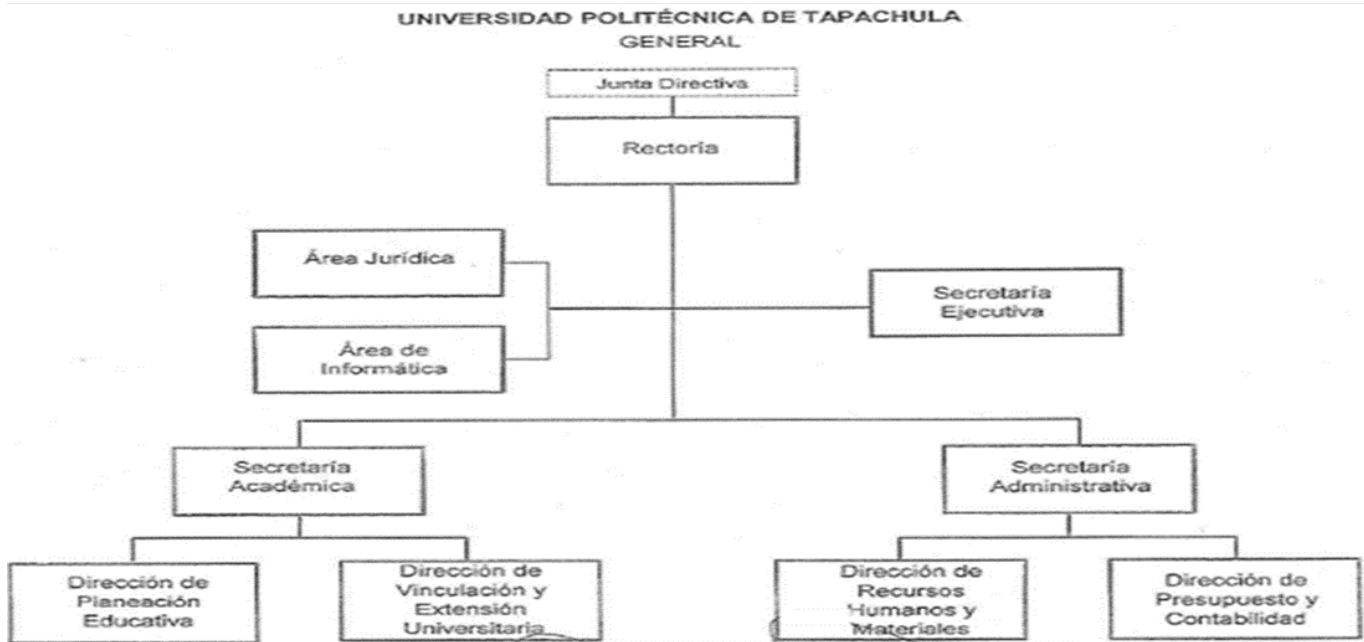 UNIVERSIDAD POLITÉCNICA DE TAPACHULA
GENERAL
Junta Directiva
Rectoría
Área Jurídica
Secretaría
Ejecutiva
Área de
Informática
Secretaría
Académica
Secretaría
Administrativa
Dirección de
Planeación
Educativa
Dirección de
Vinculación y
Extensión
Universitaria
Dirección de
Recursos
Humanos y
Materiales
Dirección de
Presupuesto y
Contabilidad